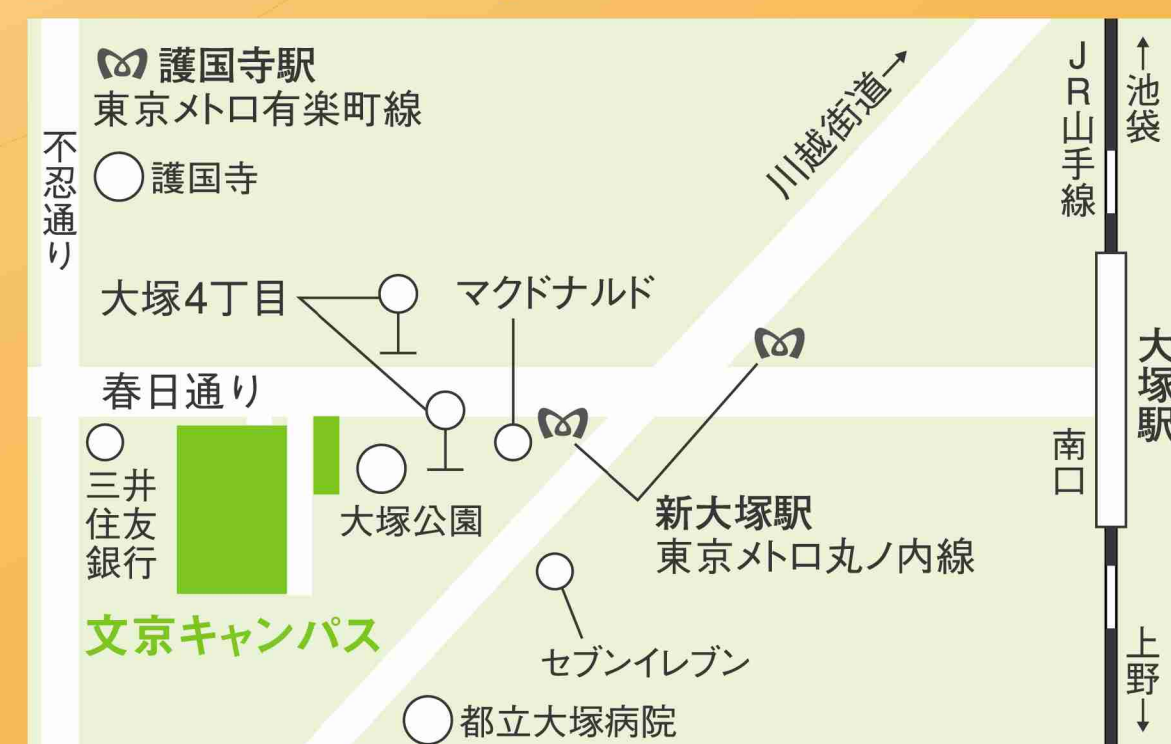 護国寺駅
東京メトロ有楽町線
不忍通り
護国寺
川越街道→
JR山手線
↑池袋
大塚4丁目
マクドナルド
春日通り
大塚駅
南口
三井
住友
銀行
大塚公園
新大塚駅
東京メトロ丸ノ内線
文京キャンパス
セブンイレブン
上野↓
都立大塚病院